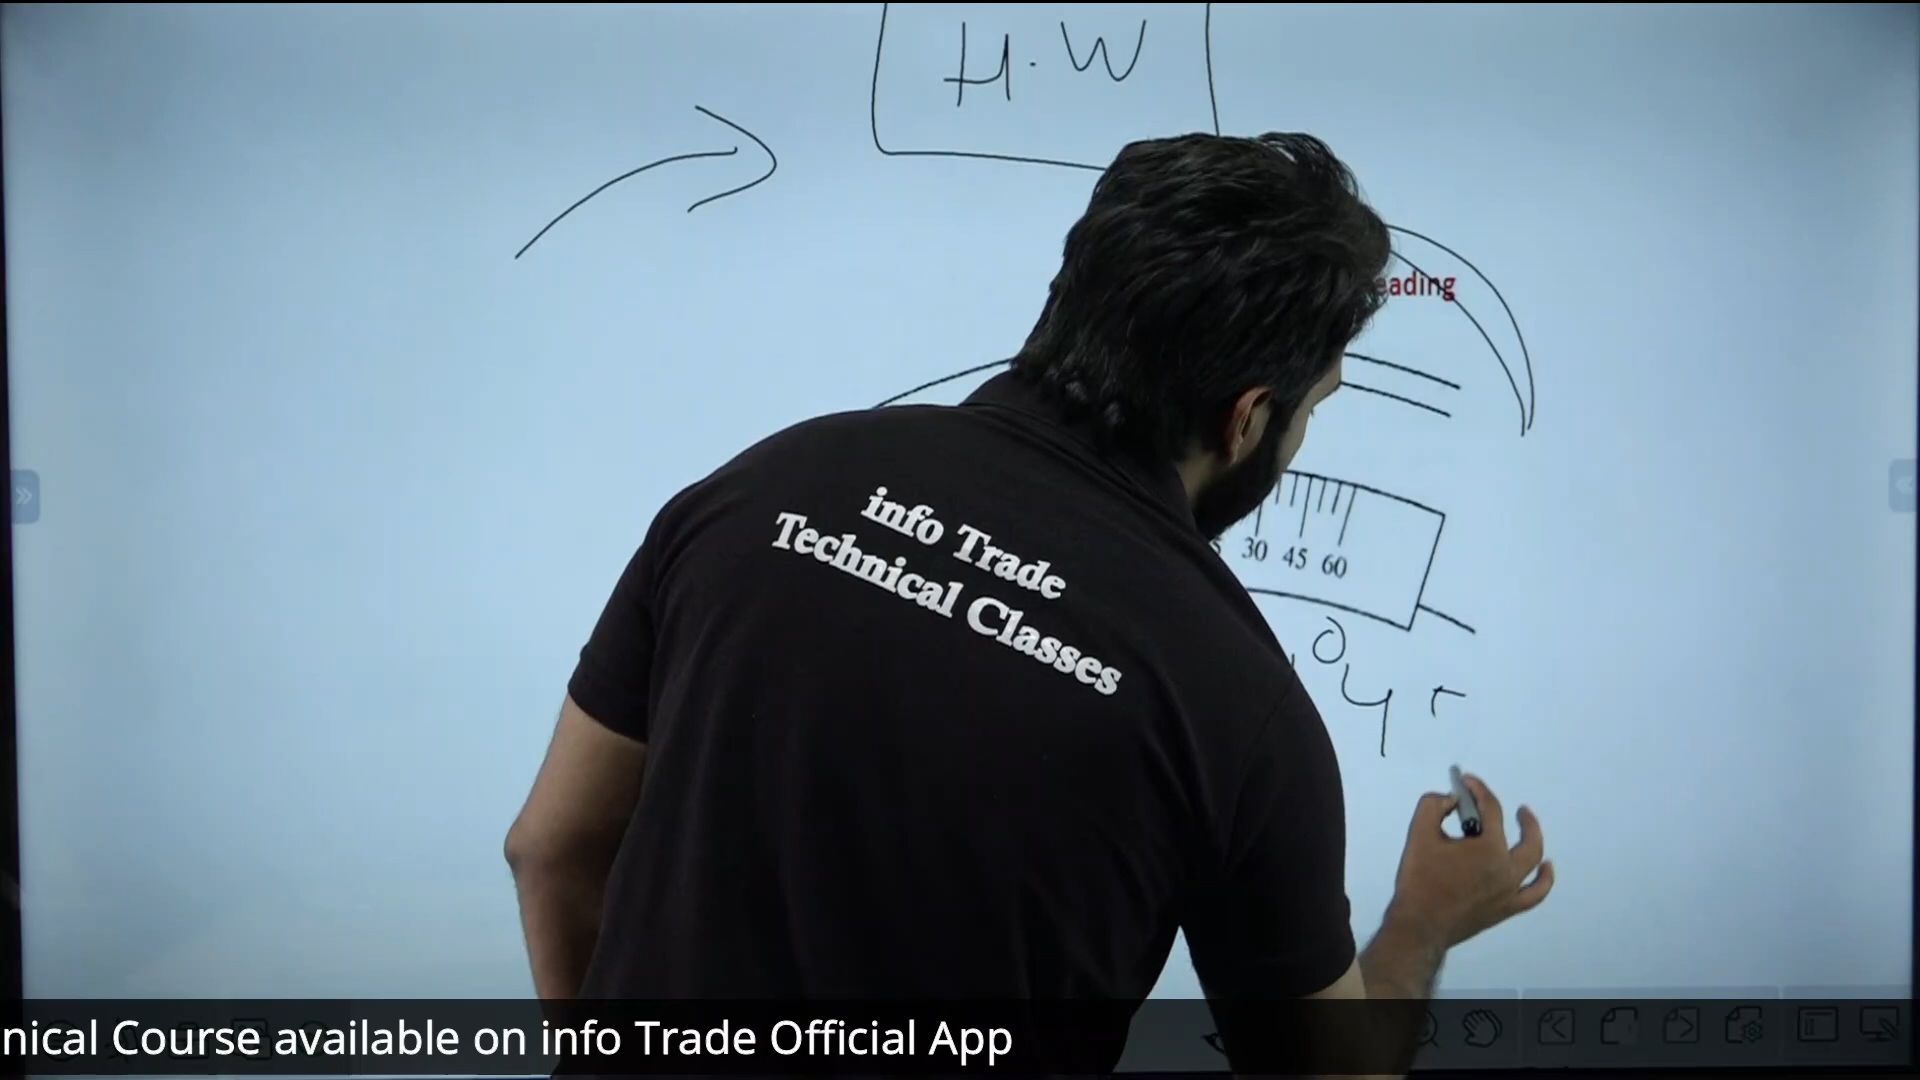 H.W
eading
30 45 60
info Trade
Technical Classes
nical Course available on info Trade Official App